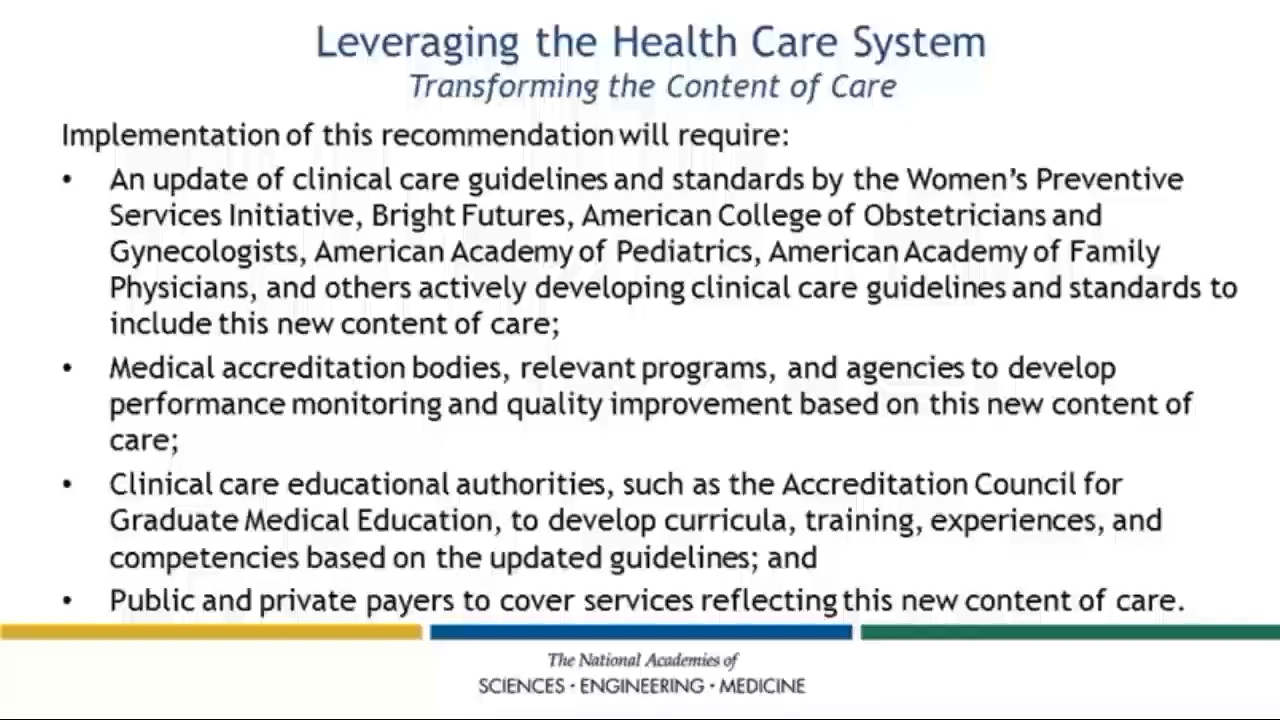 Leveraging the Health Care System
Transforming the Content of Care
Implementation of this recommendation will require:
• An update of clinical care guidelines and standards by the Women's Preventive
Services Initiative, Bright Futures, American College of Obstetricians and
Gynecologists, American Academy of Pediatrics, American Academy of Family
Physicians, and others actively developing clinical care guidelines and standards to
include this new content of care;
• Medical accreditation bodies, relevant programs, and agencies to develop
performance monitoring and quality improvement based on this new content of
care;
• Clinical care educational authorities, such as the Accreditation Council for
Graduate Medical Education, to develop curricula, training, experiences, and
competencies based on the updated guidelines; and
• Public and private payers to cover services reflecting this new content of care.
The National Academies of
SCIENCES · ENGINEERING · MEDICINE